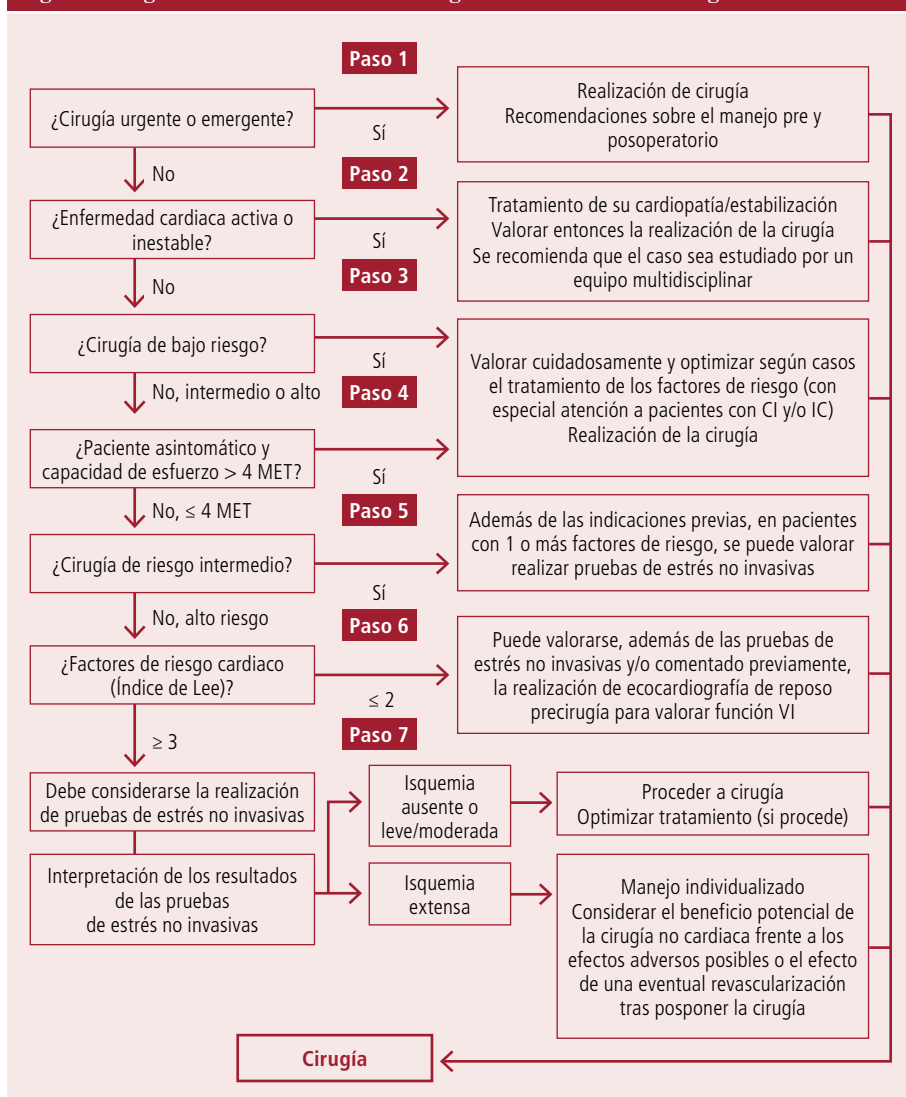 Paso 1
¿Cirugía urgente o emergente?
Sí
Realización de cirugía
Recomendaciones sobre el manejo pre y
posoperatorio
No
Paso 2
¿Enfermedad cardiaca activa o
inestable?
Sí
Tratamiento de su cardiopatía/estabilización
Valorar entonces la realización de la cirugía
Se recomienda que el caso sea estudiado por un
equipo multidisciplinar
Paso 3
No
¿Cirugía de bajo riesgo?
Sí
Valorar cuidadosamente y optimizar según casos
el tratamiento de los factores de riesgo (con
especial atención a pacientes con CI y/o IC)
Realización de la cirugía
No, intermedio o alto
Paso 4
¿Paciente asintomático y
capacidad de esfuerzo > 4 MET?
Sí
No, ≤ 4 MET
Paso 5
¿Cirugía de riesgo intermedio?
Sí
Además de las indicaciones previas, en pacientes
con 1 o más factores de riesgo, se puede valorar
realizar pruebas de estrés no invasivas
No, alto riesgo
Paso 6
¿Factores de riesgo cardiaco
(Índice de Lee)?
≤ 2
Puede valorarse, además de las pruebas de
estrés no invasivas y/o comentado previamente,
la realización de ecocardiografía de reposo
precirugía para valorar función VI
≥ 3
Paso 7
Debe considerarse la realización
de pruebas de estrés no invasivas
Interpretación de los resultados
de las pruebas
de estrés no invasivas
Isquemia
ausente o
leve/moderada
Proceder a cirugía
Optimizar tratamiento (si procede)
Isquemia
extensa
Manejo individualizado
Considerar el beneficio potencial de
la cirugía no cardiaca frente a los
efectos adversos posibles o el efecto
de una eventual revascularización
tras posponer la cirugía
Cirugía